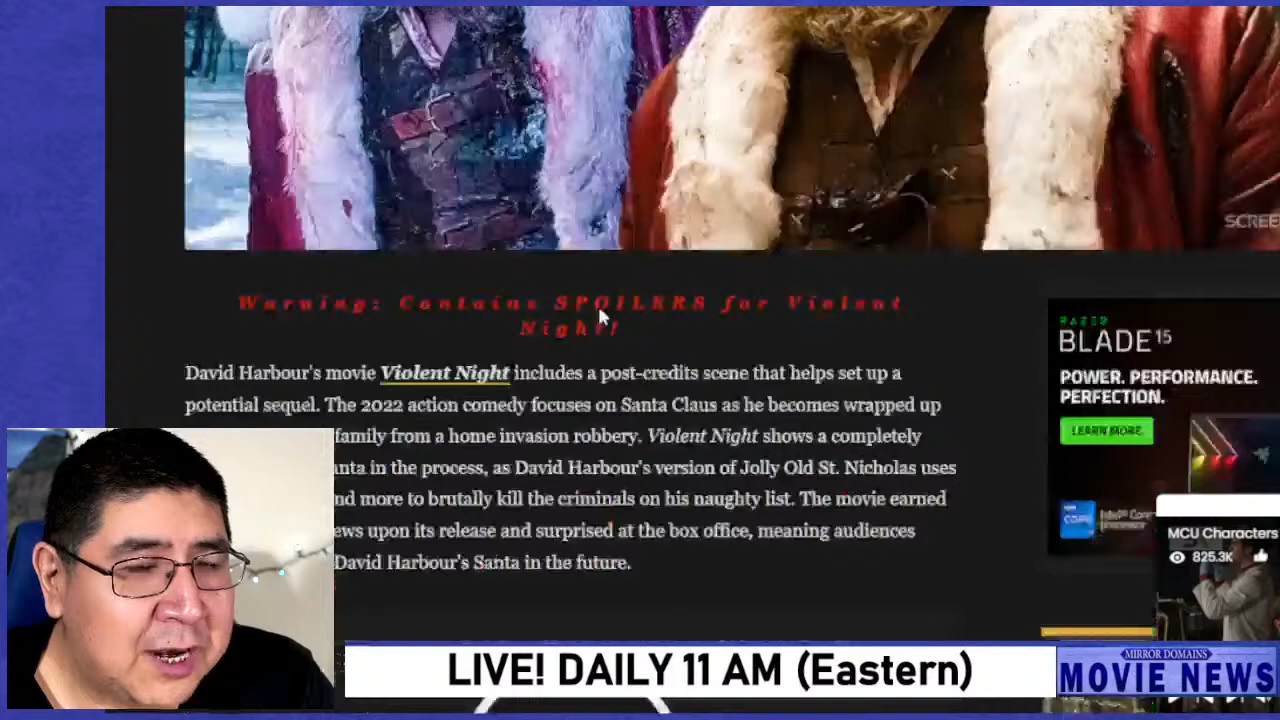 SCREE
Warning: Contains SPOILERS for Violent
Night!
David Harbour's movie Violent Night includes a post-credits scene that helps set up a
potential sequel. The 2022 action comedy focuses on Santa Claus as he becomes wrapped up
family from a home invasion robbery. Violent Night shows a completely
nta in the process, as David Harbour's version of Jolly Old St. Nicholas uses
nd more to brutally kill the criminals on his naughty list. The movie earned
ews upon its release and surprised at the box office, meaning audiences
David Harbour's Santa in the future.
RAZER
BLADE 15
POWER. PERFORMANCE.
PERFECTION.
LEARN MORE
CORE
MCU Characters
825.3K
LIVE! DAILY 11 AM (Eastern)
MIRROR DOMAINS
MOVIE NEWS